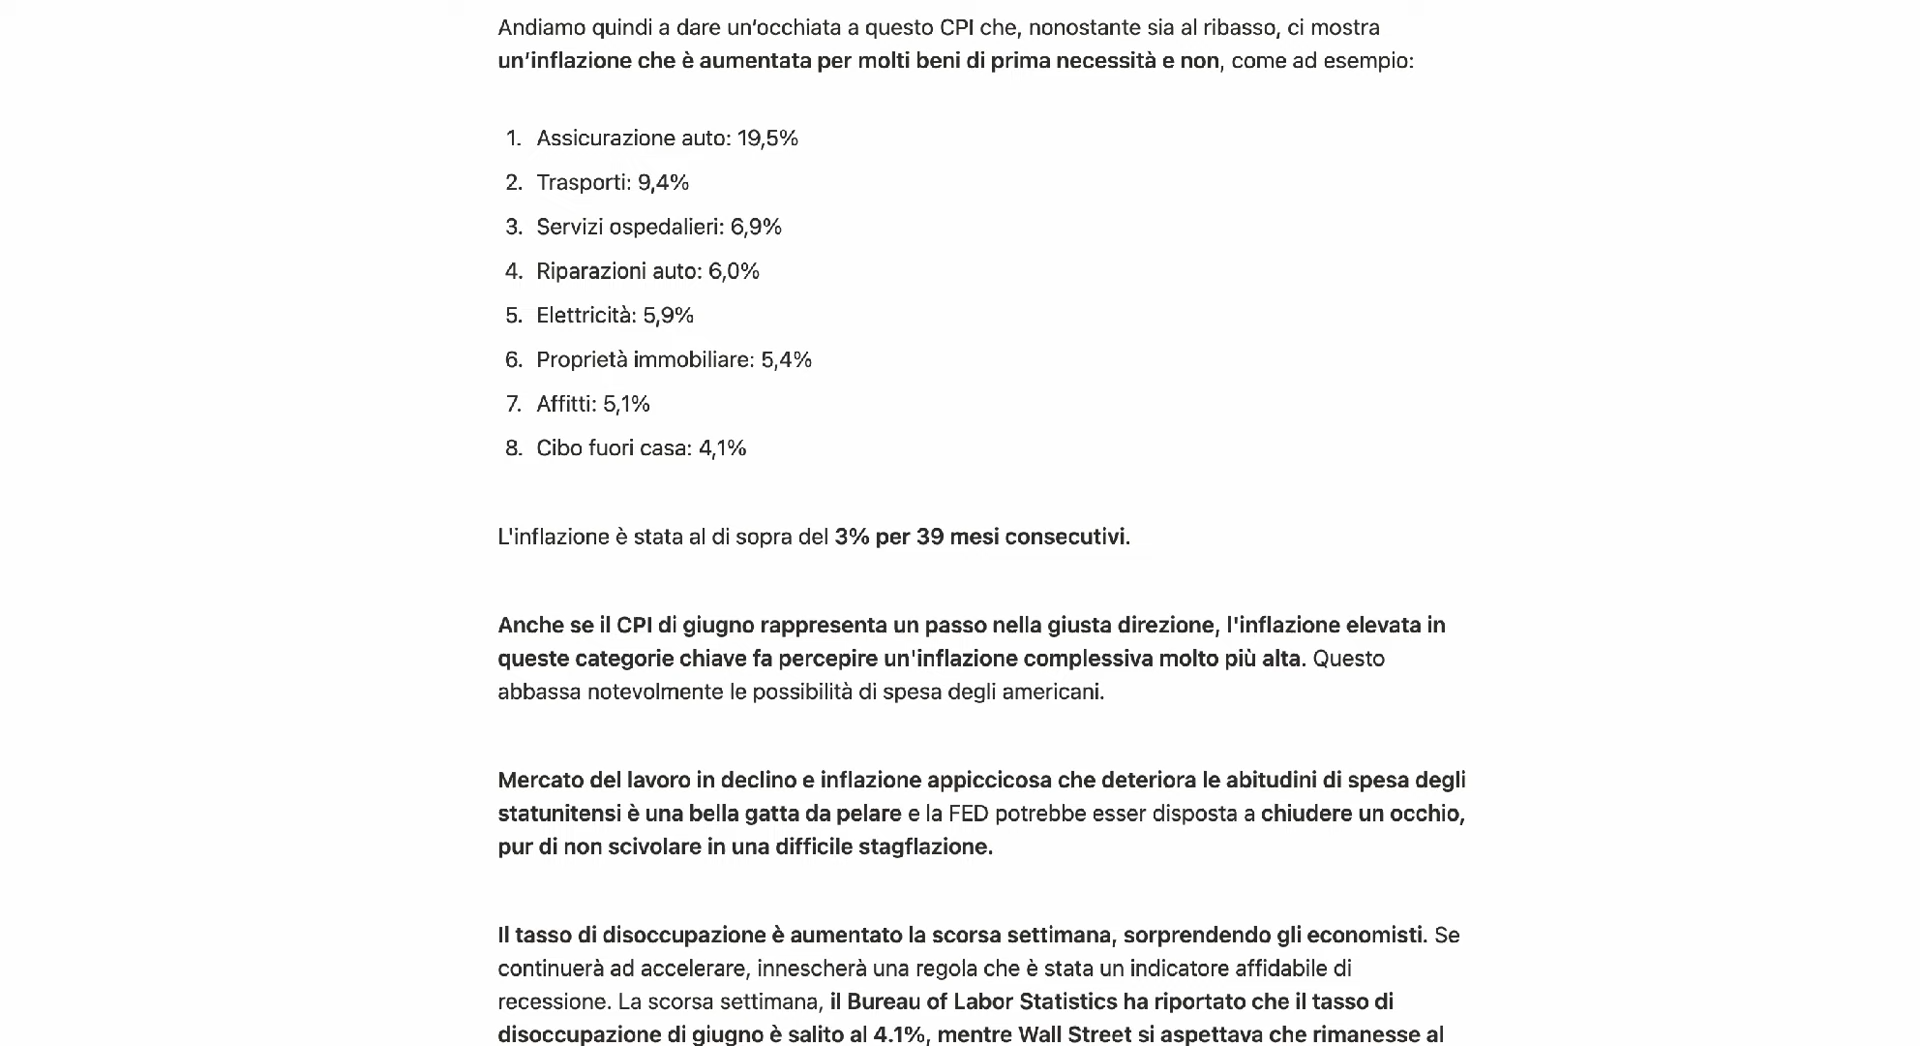 Andiamo quindi a dare un'occhiata a questo CPI che, nonostante sia al ribasso, ci mostra
un'inflazione che è aumentata per molti beni di prima necessità e non, come ad esempio:
1. Assicurazione auto: 19,5%
2. Trasporti: 9,4%
3. Servizi ospedalieri: 6,9%
4. Riparazioni auto: 6,0%
5. Elettricità: 5,9%
6. Proprietà immobiliare: 5,4%
7. Affitti: 5,1%
8. Cibo fuori casa: 4,1%
L'inflazione è stata al di sopra del 3% per 39 mesi consecutivi.
Anche se il CPI di giugno rappresenta un passo nella giusta direzione, l'inflazione elevata in
queste categorie chiave fa percepire un'inflazione complessiva molto più alta. Questo
abbassa notevolmente le possibilità di spesa degli americani.
Mercato del lavoro in declino e inflazione appiccicosa che deteriora le abitudini di spesa degli
statunitensi è una bella gatta da pelare e la FED potrebbe esser disposta a chiudere un occhio,
pur di non scivolare in una difficile stagflazione.
Il tasso di disoccupazione è aumentato la scorsa settimana, sorprendendo gli economisti. Se
continuerà ad accelerare, innescherà una regola che è stata un indicatore affidabile di
recessione. La scorsa settimana, il Bureau of Labor Statistics ha riportato che il tasso di
disoccupazione di giugno è salito al 4.1%, mentre Wall Street si aspettava che rimanesse al